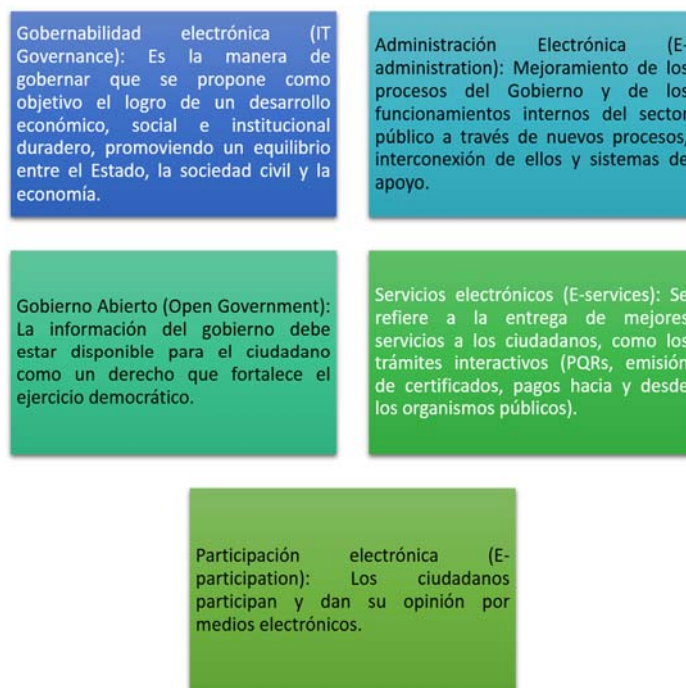 Gobernabilidad electrónica (IT
Governance): Es la manera de
gobernar que se propone como
objetivo el logro de un desarrollo
económico, social e institucional
duradero, promoviendo un equilibrio
entre el Estado, la sociedad civil y la
economía.
Administración Electrónica (E-
administration): Mejoramiento de los
procesos del Gobierno y de los
funcionamientos internos del sector
público a través de nuevos procesos,
interconexión de ellos y sistemas de
apoyo.
Gobierno Abierto (Open Government):
La información del gobierno debe
estar disponible para el ciudadano
como un derecho que fortalece el
ejercicio democrático.
Servicios electrónicos (E-services): Se
refiere a la entrega de mejores
servicios a los ciudadanos, como los
trámites interactivos (PQRs, emisión
de certificados, pagos hacia y desde
los organismos públicos).
Participación electrónica (E-
participation): Los ciudadanos
participan y dan su opinión por
medios electrónicos.